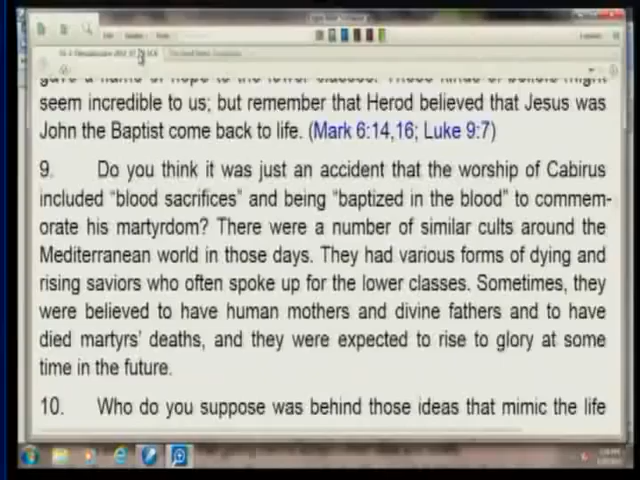 seem incredible to us; but remember that Herod believed that Jesus was
John the Baptist come back to life. (Mark 6:14,16; Luke 9:7)
9. Do you think it was just an accident that the worship of Cabirus
included “blood sacrifices” and being “baptized in the blood” to commem-
orate his martyrdom? There were a number of similar cults around the
Mediterranean world in those days. They had various forms of dying and
rising saviors who often spoke up for the lower classes. Sometimes, they
were believed to have human mothers and divine fathers and to have
died martyrs’ deaths, and they were expected to rise to glory at some
time in the future.
10. Who do you suppose was behind those ideas that mimic the life